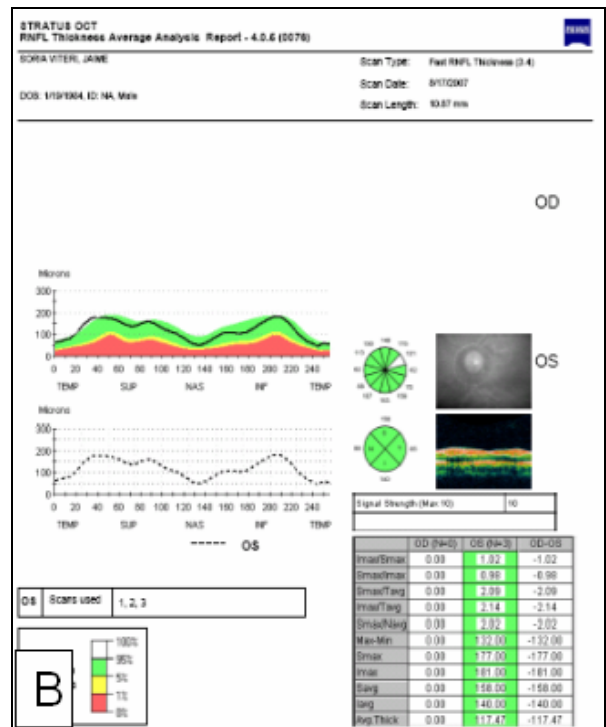 STRATUS OCT
RNFL Thickness Average Analysis Report - 4.0.6 (0076)
ZEISS
SORIA VITERI, JAIME
DOB: 1/19/1984, ID: NA, Male
Scan Type: Fast RNFL Thickness (3.4)
Scan Date: 8/17/2007
Scan Length: 10.87 mm
OD
Microns
300
200
100
0
0 20 40 60 80 100 120 140 160 180 200 220 240
TEMP SUP NAS INF TEMP
OS
Microns
300
200
100
0
0 20 40 60 80 100 120 140 160 180 200 220 240
TEMP SUP NAS INF TEMP
OS
Signal Strength (Max 10) 10
OD (N=0) OS (N=3) OD-OS
Imax/Smax 0.00 1.02 -1.02
Smax/Imax 0.00 0.98 -0.98
Smax/Tavg 0.00 2.09 -2.09
Imax/Tavg 0.00 2.14 -2.14
Smax/Navg 0.00 2.02 -2.02
Max-Min 0.00 132.00 -132.00
Smax 0.00 177.00 -177.00
Imax 0.00 181.00 -181.00
Savg 0.00 158.00 -158.00
Iavg 0.00 140.00 -140.00
Avg.Thick 0.00 117.47 -117.47
OS Scans used 1, 2, 3
100%
95%
5%
1%
0%
B